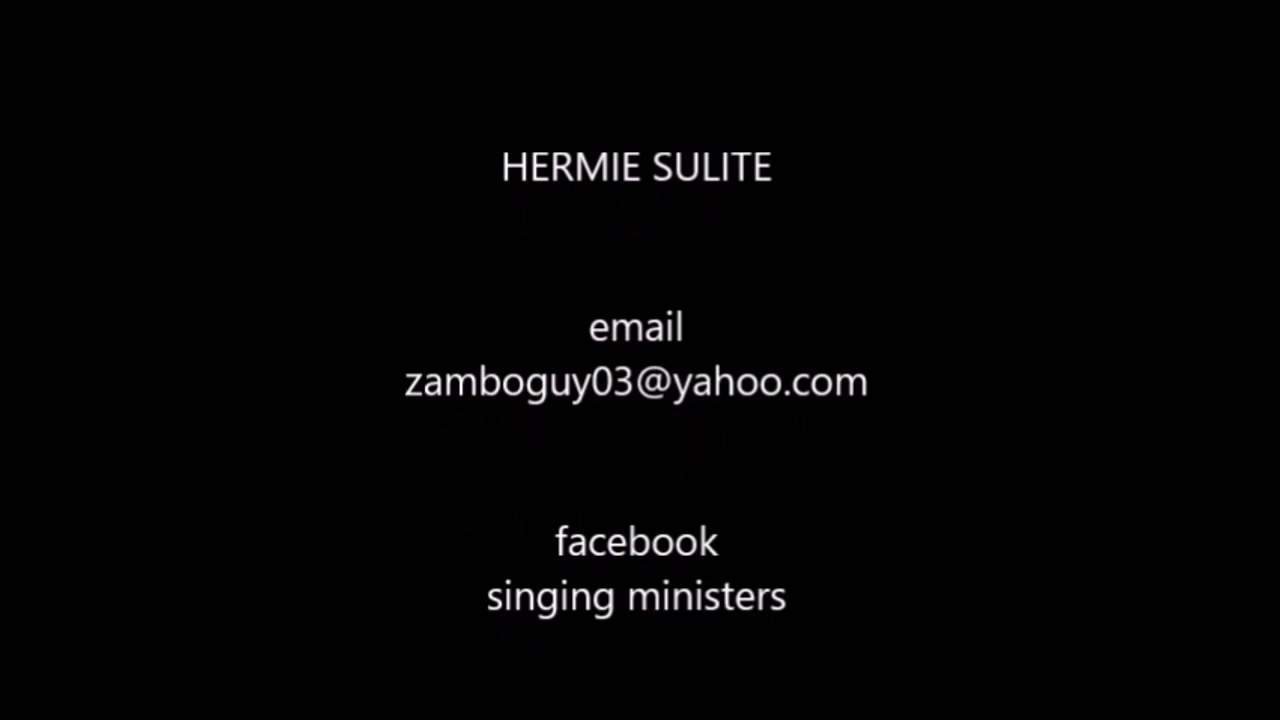 HERMIE SULITE
email
zamboguy03@yahoo.com
facebook
singing ministers